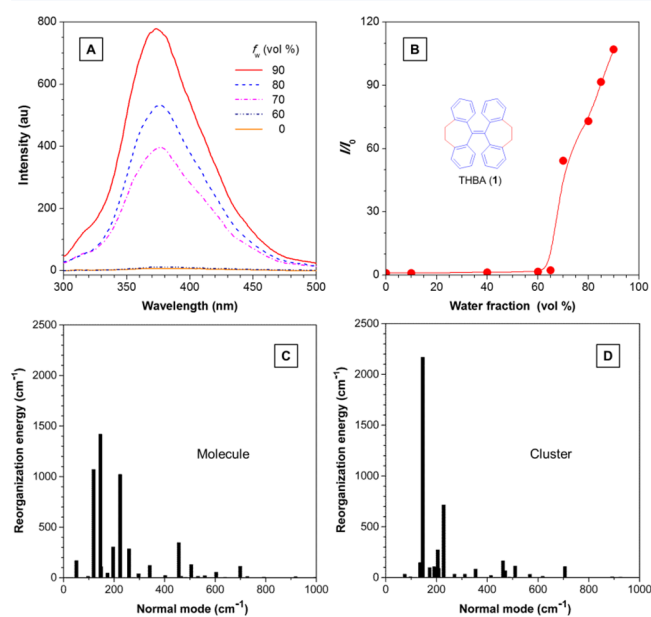 A
f_w (vol %)
90
80
70
60
0
800
600
400
200
0
Intensity (au)
300 350 400 450 500
Wavelength (nm)
B
120
90
60
30
0
I/I_0
THBA (1)
0 20 40 60 80 100
Water fraction (vol %)
C
2500
2000
1500
1000
500
0
Reorganization energy (cm⁻¹)
Molecule
0 200 400 600 800 1000
Normal mode (cm⁻¹)
D
2500
2000
1500
1000
500
0
Reorganization energy (cm⁻¹)
Cluster
0 200 400 600 800 1000
Normal mode (cm⁻¹)